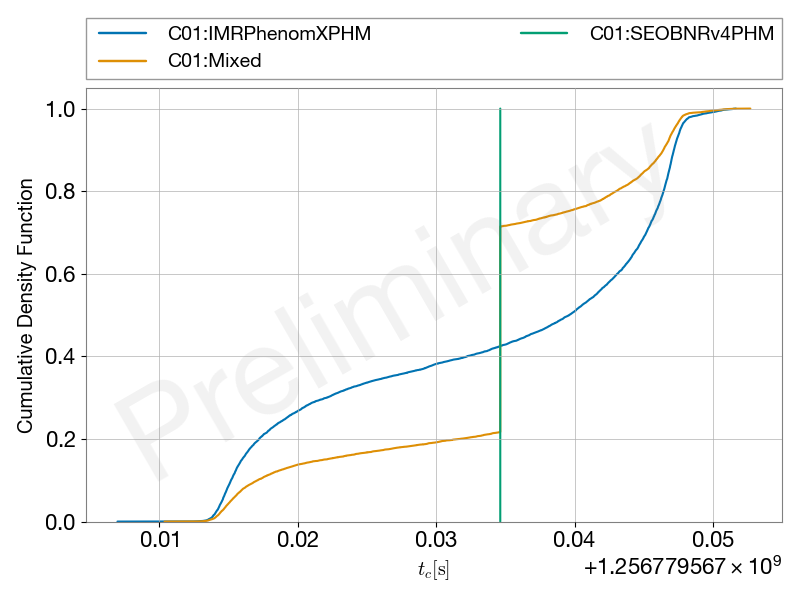 C01:IMRPhenomXPHM
C01:SEOBNRv4PHM
C01:Mixed
1.0
0.8
0.6
0.4
0.2
0.0
Cumulative Density Function
Preliminary
0.01
0.02
0.03
0.04
0.05
t_c[s]
+1.256779567 × 10⁹